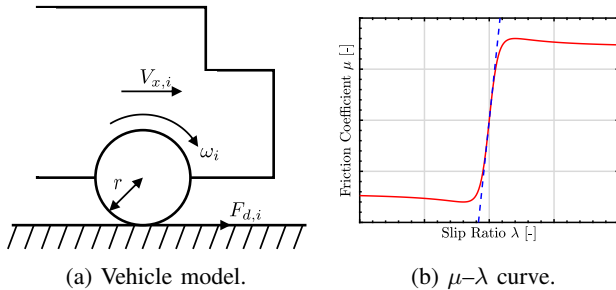 V_{x,i}
ω_i
r
F_{d,i}
(a) Vehicle model.
Friction Coefficient μ [-]
Slip Ratio λ [-]
(b) μ–λ curve.